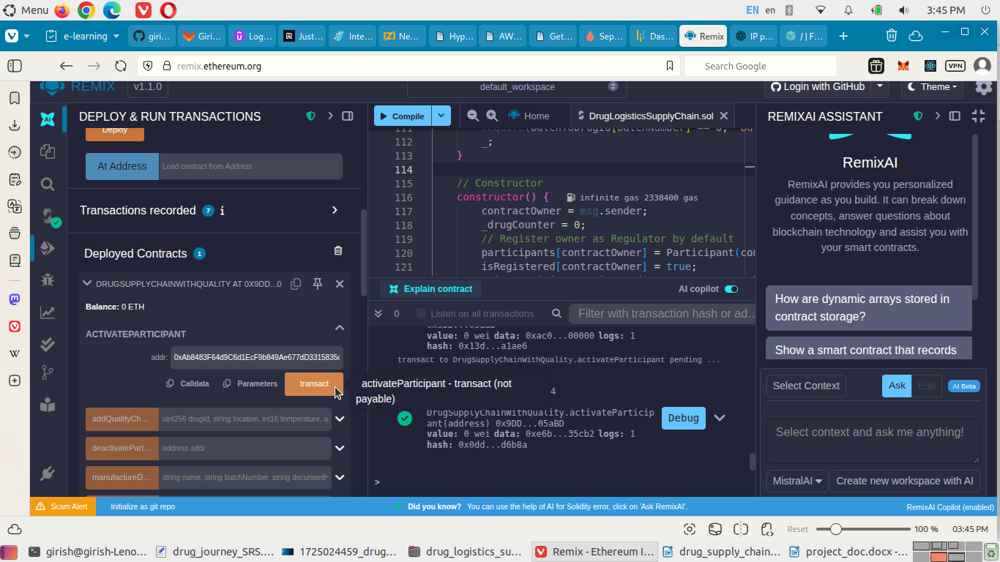 Menu
EN en 3:45 PM
e-learning giri... Giri... Log... Just... Inte... Ne... Hyp... AW... Get... Sep... Das... Remix IP p... / | F...
remix.ethereum.org Search Google VPN
REMIX v1.1.0 default_workspace Login with GitHub Theme
DEPLOY & RUN TRANSACTIONS
Deploy
At Address Load contract from Address
Transactions recorded 7 i
Deployed Contracts 1
DRUGSUPPLYCHAINWITHQUALITY AT 0X9DD...0
Balance: 0 ETH
ACTIVATEPARTICIPANT
addr: 0xAb8483F64d9C6d1EcF9b849Ae677dD3315835c
Calldata Parameters transact
addQualityCh... uint256 drugId, string location, int16 temperature, u
deactivatePart... address addr
manufactureD... string name, string batchNumber, string documentH
activateParticipant - transact (not
payable)
Compile Home DrugLogisticsSupplyChain.sol
111 require(batchToDrugId[batchNumber] == 0, "Ba
112 _;
113 }
114
115 // Constructor
116 constructor() { infinite gas 2338400 gas
117 contractOwner = msg.sender;
118 _drugCounter = 0;
119 // Register owner as Regulator by default
120 participants[contractOwner] = Participant(co
121 isRegistered[contractOwner] = true;
Explain contract AI copilot
0 Listen on all transactions Filter with transaction hash or ad...
value: 0 wei data: 0xac0...00000 logs: 1
hash: 0x13d...a1ae6
transact to DrugSupplyChainWithQuality.activateParticipant pending ...
4
DrugSupplyChainWithQuality.activateParticip
ant(address) 0x9DD...05aBD
value: 0 wei data: 0xe6b...35cb2 logs: 1
hash: 0x0dd...d6b8a
Debug
>
REMIXAI ASSISTANT
RemixAI
RemixAI provides you personalized
guidance as you build. It can break down
concepts, answer questions about
blockchain technology and assist you with
your smart contracts.
How are dynamic arrays stored in
contract storage?
Show a smart contract that records
Select Context Ask Edit AI Beta
Select context and ask me anything!
MistralAI Create new workspace with AI
Scam Alert Initialize as git repo Did you know? You can use the help of AI for Solidity error, click on 'Ask RemixAI'. RemixAI Copilot (enabled)
Reset 100 % 03:45 PM
girish@girish-Leno... drug_journey_SRS.... 1725024459_drug... drug_logistics_su... Remix - Ethereum I... drug_supply_chain... project_doc.docx -...